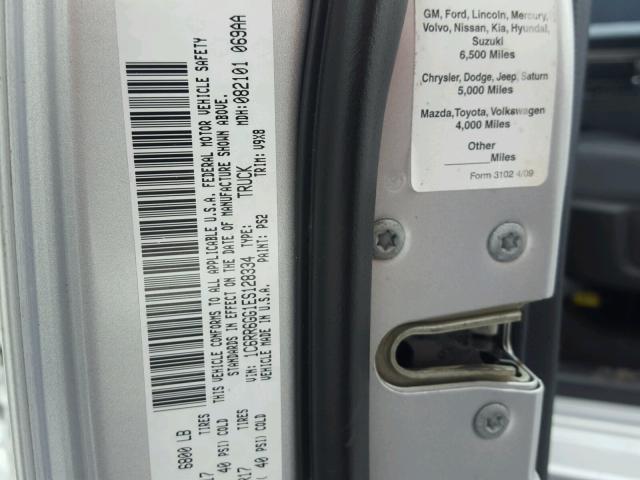 6800 LB
17 TIRES
40 PSI) COLD
R17 TIRES
40 PSI) COLD
THIS VEHICLE CONFORMS TO ALL APPLICABLE U.S.A. FEDERAL MOTOR VEHICLE SAFETY
STANDARDS IN EFFECT ON THE DATE OF MANUFACTURE SHOWN ABOVE.
VIN: 1C6RR6GG1ES128334 TYPE: TRUCK MDH:082101 069AA
VEHICLE MADE IN U.S.A. PAINT: PS2 TRIM: V9X8
GM, Ford, Lincoln, Mercury,
Volvo, Nissan, Kia, Hyundai,
Suzuki
6,500 Miles
Chrysler, Dodge, Jeep, Saturn
5,000 Miles
Mazda, Toyota, Volkswagen
4,000 Miles
Other
______Miles
Form 3102 4/09